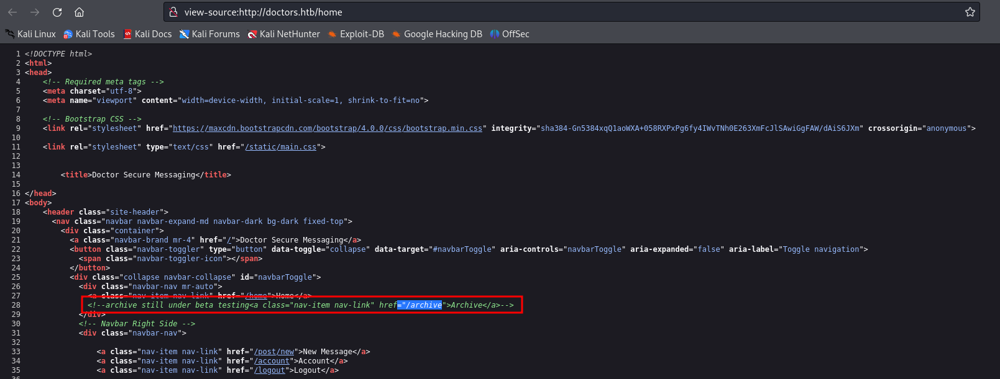 view-source:http://doctors.htb/home
Kali Linux Kali Tools Kali Docs Kali Forums Kali NetHunter Exploit-DB Google Hacking DB OffSec
1 <!DOCTYPE html>
2 <html>
3 <head>
4 <!-- Required meta tags -->
5 <meta charset="utf-8">
6 <meta name="viewport" content="width=device-width, initial-scale=1, shrink-to-fit=no">
7
8 <!-- Bootstrap CSS -->
9 <link rel="stylesheet" href="https://maxcdn.bootstrapcdn.com/bootstrap/4.0.0/css/bootstrap.min.css" integrity="sha384-Gn5384xqQ1aoWXA+058RXPxPg6fy4IWvTNh0E263XmFcJlSAwiGgFAW/dAiS6JXm" crossorigin="anonymous">
10
11 <link rel="stylesheet" type="text/css" href="/static/main.css">
12
13
14 <title>Doctor Secure Messaging</title>
15
16 </head>
17 <body>
18 <header class="site-header">
19 <nav class="navbar navbar-expand-md navbar-dark bg-dark fixed-top">
20 <div class="container">
21 <a class="navbar-brand mr-4" href="/">Doctor Secure Messaging</a>
22 <button class="navbar-toggler" type="button" data-toggle="collapse" data-target="#navbarToggle" aria-controls="navbarToggle" aria-expanded="false" aria-label="Toggle navigation">
23 <span class="navbar-toggler-icon"></span>
24 </button>
25 <div class="collapse navbar-collapse" id="navbarToggle">
26 <div class="navbar-nav mr-auto">
27 <a class="nav-item nav-link" href="/home">Home</a>
28 <!--archive still under beta testing<a class="nav-item nav-link" href="/archive">Archive</a>-->
29 </div>
30 <!-- Navbar Right Side -->
31 <div class="navbar-nav">
32
33 <a class="nav-item nav-link" href="/post/new">New Message</a>
34 <a class="nav-item nav-link" href="/account">Account</a>
35 <a class="nav-item nav-link" href="/logout">Logout</a>
36